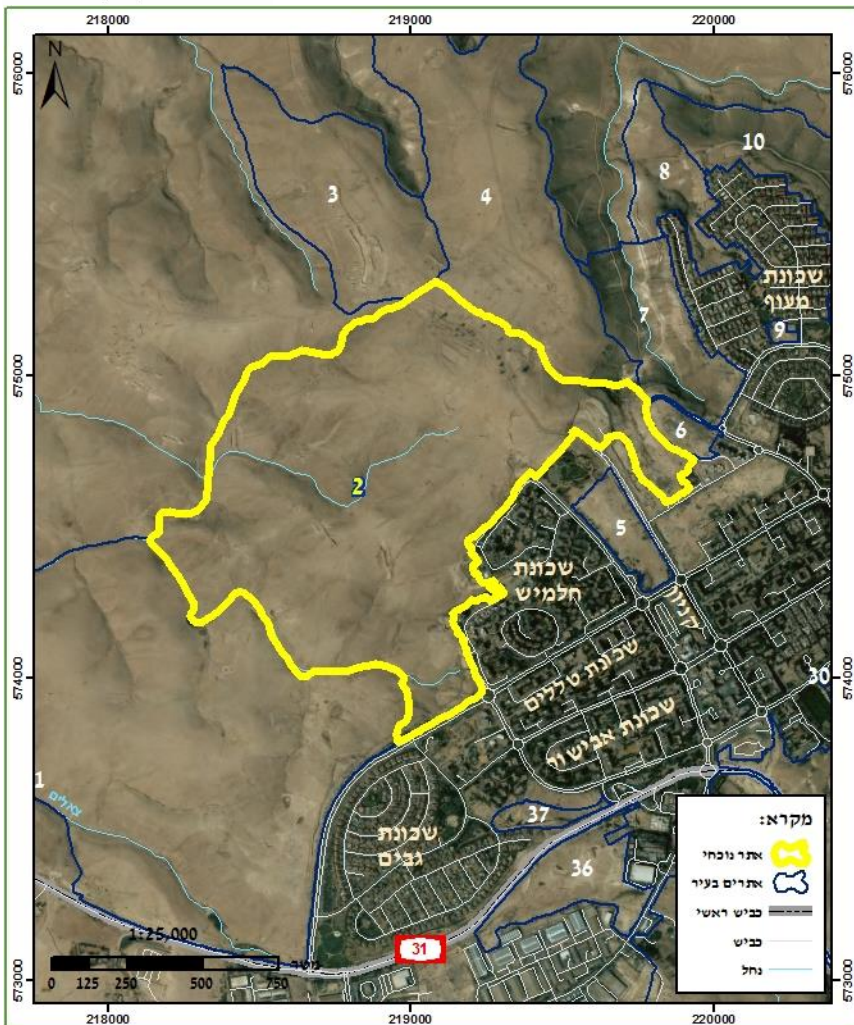 218000
219000
220000
576000
576000
N
10
8
3
4
שכונת
מעוף
7
9
575000
575000
6
2
5
שכונת
חלמיש
קניון
שכונת טללים
574000
574000
30
שכונת אבישור
1
צאלים
37
שכונת
גבים
36
מקרא:
אתר נוכחי
אתרים בעיר
כביש ראשי
כביש
נחל
1:25,000
31
מטר
0 125 250 500 750
573000
573000
218000
219000
220000